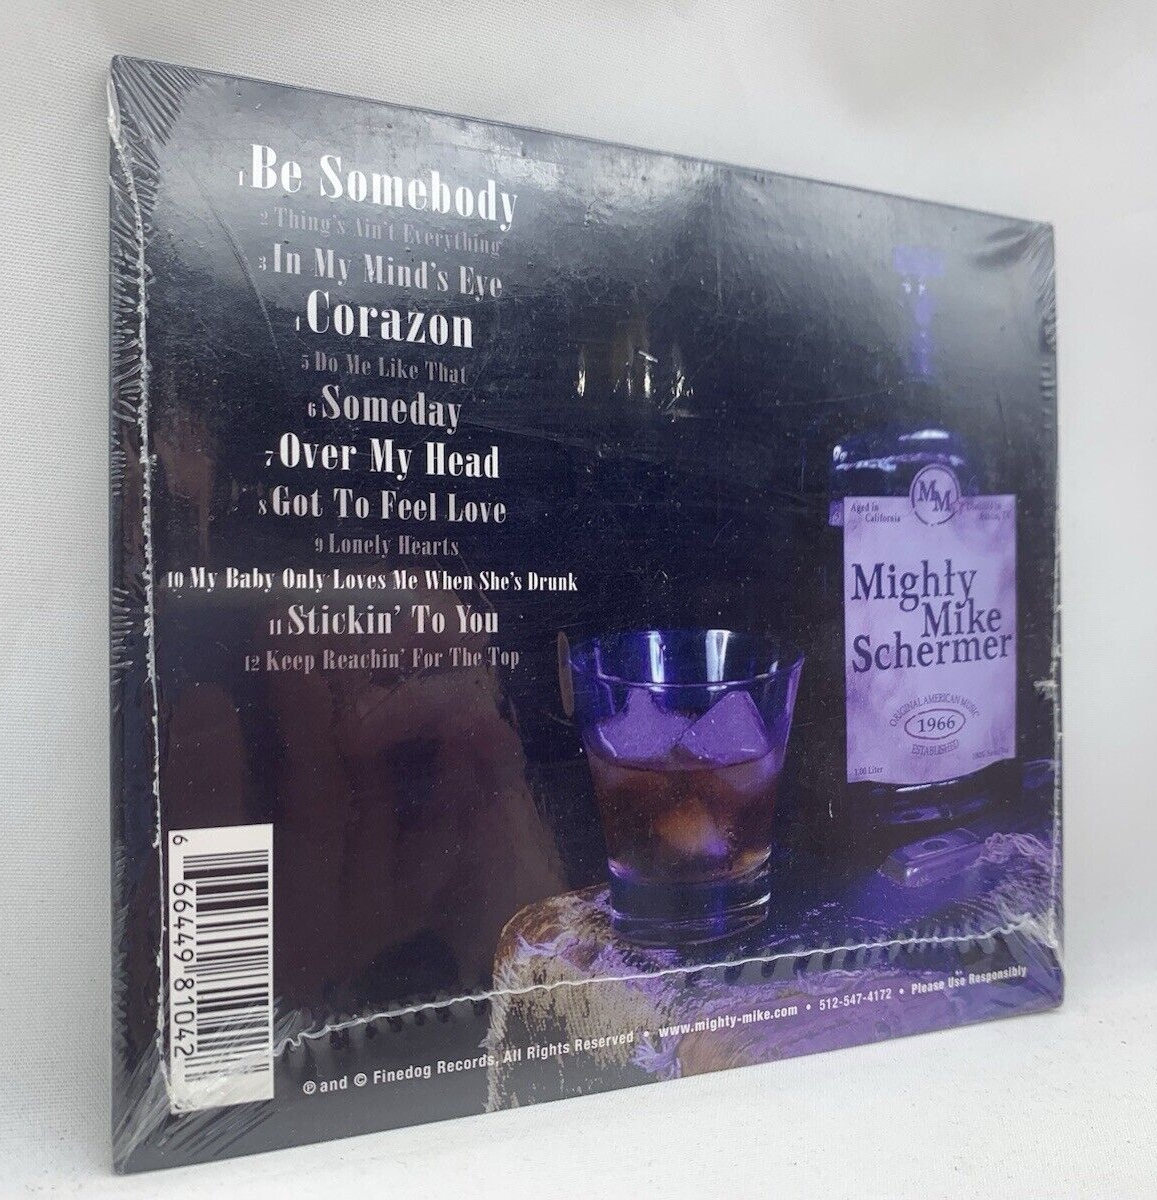 1 Be Somebody
2 Thing's Ain't Everything
3 In My Mind's Eye
4 Corazon
5 Do Me Like That
6 Someday
7 Over My Head
8 Got To Feel Love
9 Lonely Hearts
10 My Baby Only Loves Me When She's Drunk
11 Stickin' To You
12 Keep Reachin' For The Top
MM
Aged in
California
Mighty
Mike
Schermer
ORIGINAL AMERICAN MUSIC
1966
ESTABLISHED
1.00 Liter
6 66449 81042
℗ and © Finedog Records, All Rights Reserved • www.mighty-mike.com • 512-547-4172 • Please Use Responsibly